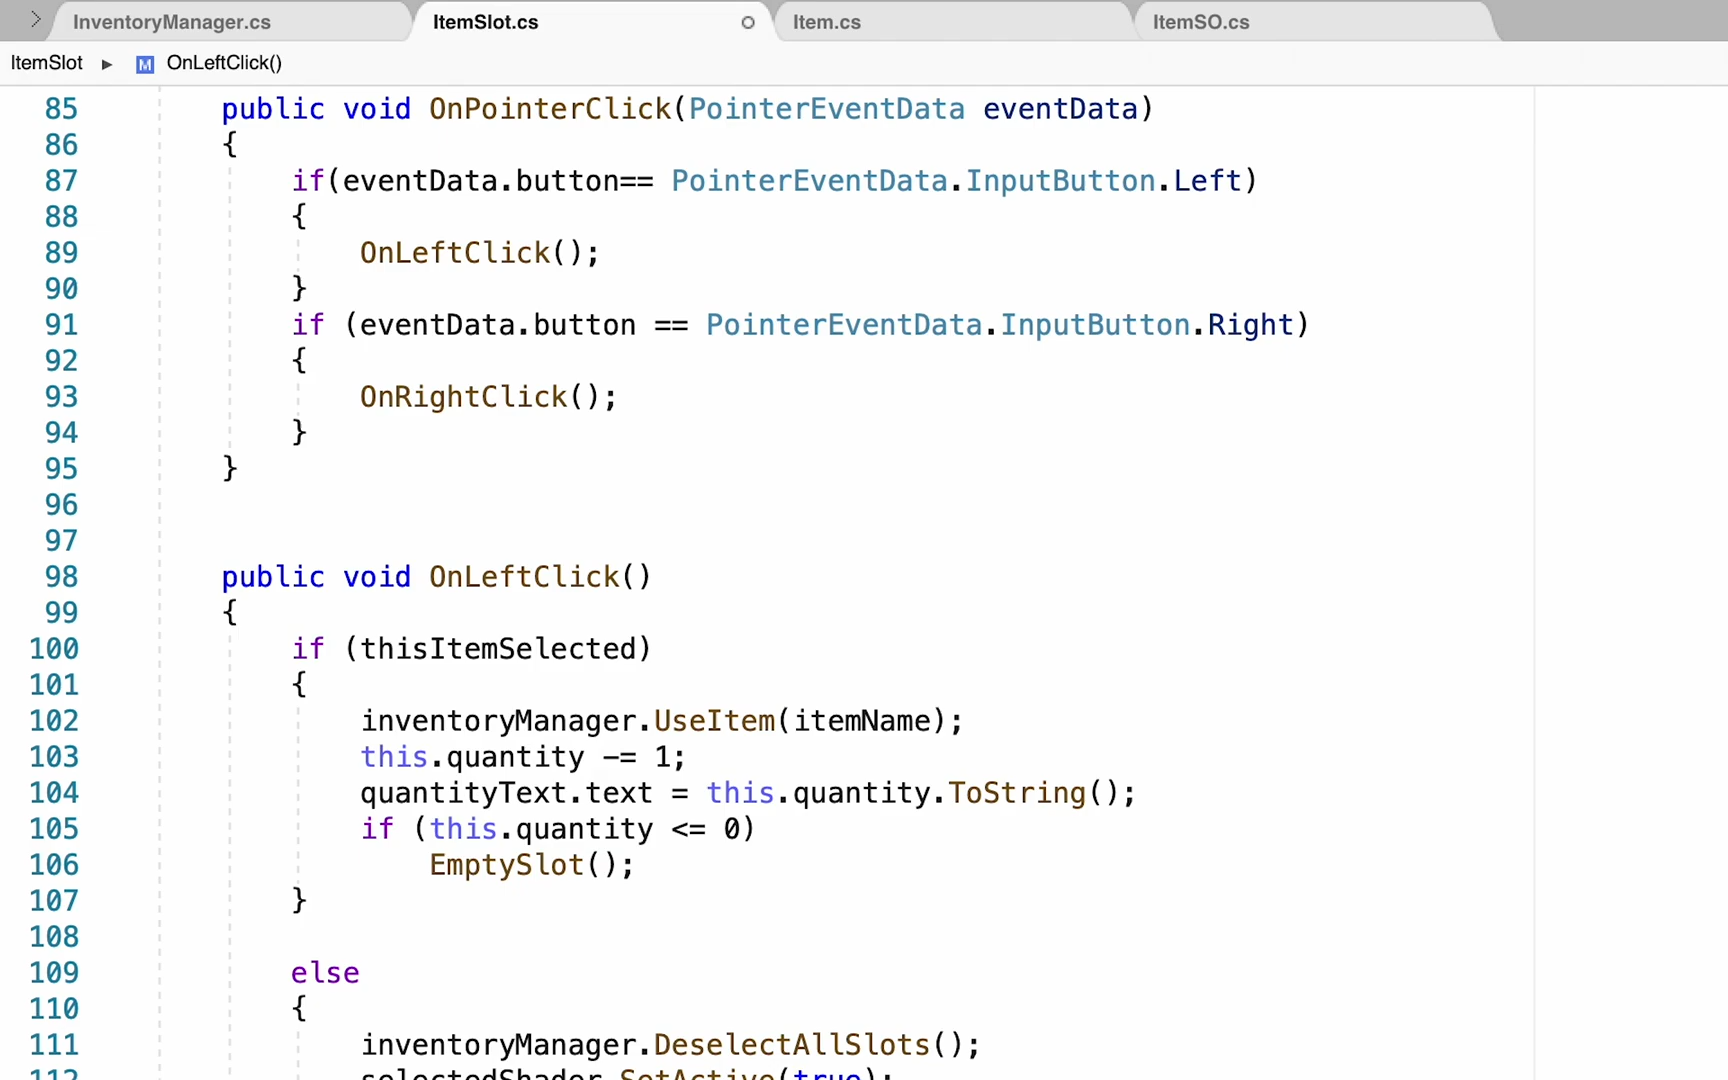 InventoryManager.cs
ItemSlot.cs
Item.cs
ItemSO.cs
ItemSlot ▶ M OnLeftClick()
85 public void OnPointerClick(PointerEventData eventData)
86 {
87 if(eventData.button== PointerEventData.InputButton.Left)
88 {
89 OnLeftClick();
90 }
91 if (eventData.button == PointerEventData.InputButton.Right)
92 {
93 OnRightClick();
94 }
95 }
96
97
98 public void OnLeftClick()
99 {
100 if (thisItemSelected)
101 {
102 inventoryManager.UseItem(itemName);
103 this.quantity -= 1;
104 quantityText.text = this.quantity.ToString();
105 if (this.quantity <= 0)
106 EmptySlot();
107 }
108
109 else
110 {
111 inventoryManager.DeselectAllSlots();
112 selectedShader.SetActive(true);